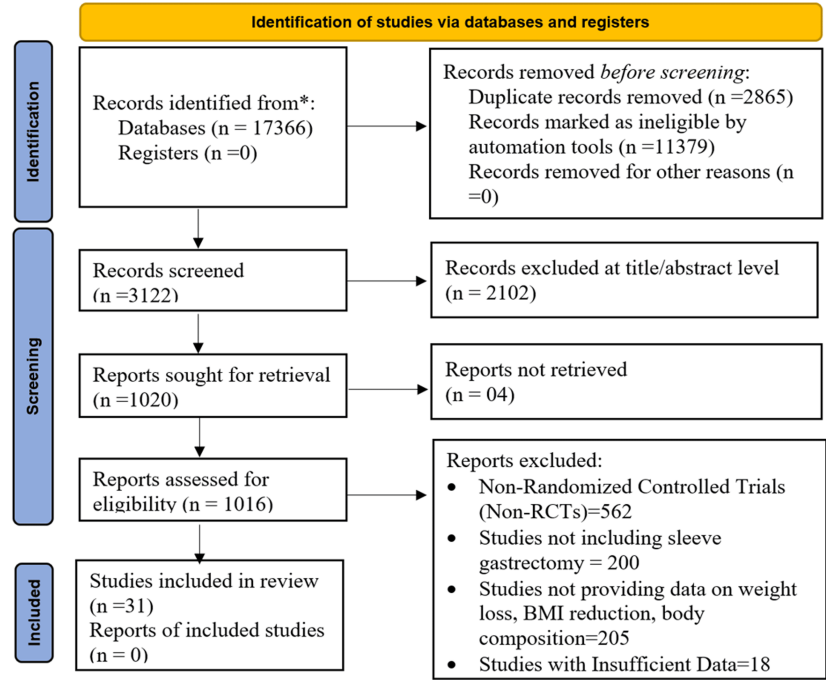 Identification of studies via databases and registers
Identification
Records identified from*:
Databases (n = 17366)
Registers (n =0)
Records removed before screening:
Duplicate records removed (n =2865)
Records marked as ineligible by
automation tools (n =11379)
Records removed for other reasons (n
=0)
Screening
Records screened
(n =3122)
Records excluded at title/abstract level
(n = 2102)
Reports sought for retrieval
(n =1020)
Reports not retrieved
(n = 04)
Reports assessed for
eligibility (n = 1016)
Reports excluded:
• Non-Randomized Controlled Trials
(Non-RCTs)=562
• Studies not including sleeve
gastrectomy = 200
• Studies not providing data on weight
loss, BMI reduction, body
composition=205
• Studies with Insufficient Data=18
Included
Studies included in review
(n =31)
Reports of included studies
(n = 0)